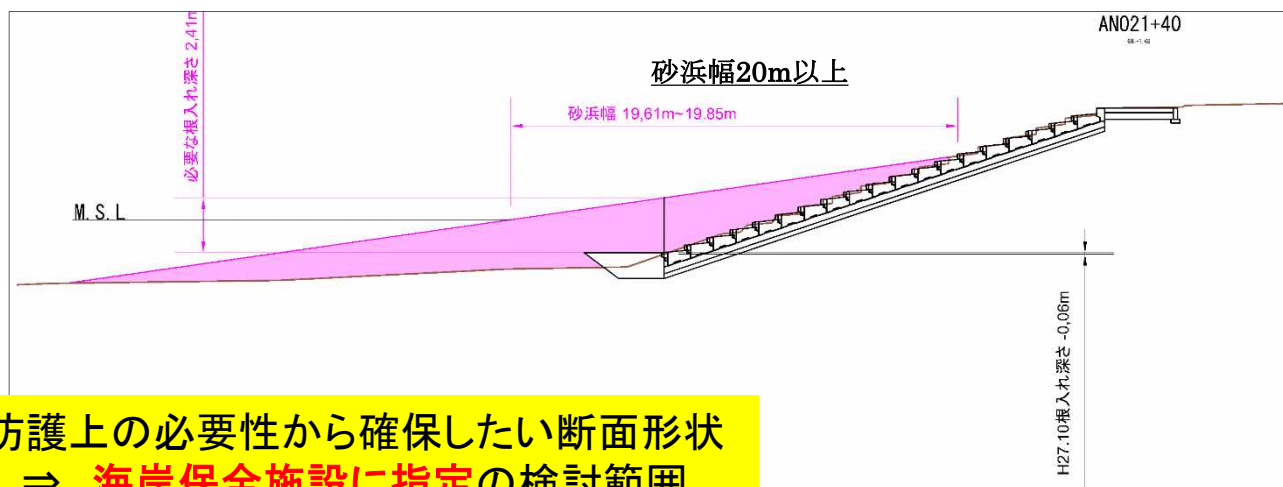 ANO21+40
砂浜幅20m以上
砂浜幅 19,61m~19.85m
必要な根入れ深さ 2,41m
M.S.L
H27.10根入れ深さ -0,06m
防護上の必要性から確保したい断面形状
⇒ 海岸保全施設に指定の検討範囲